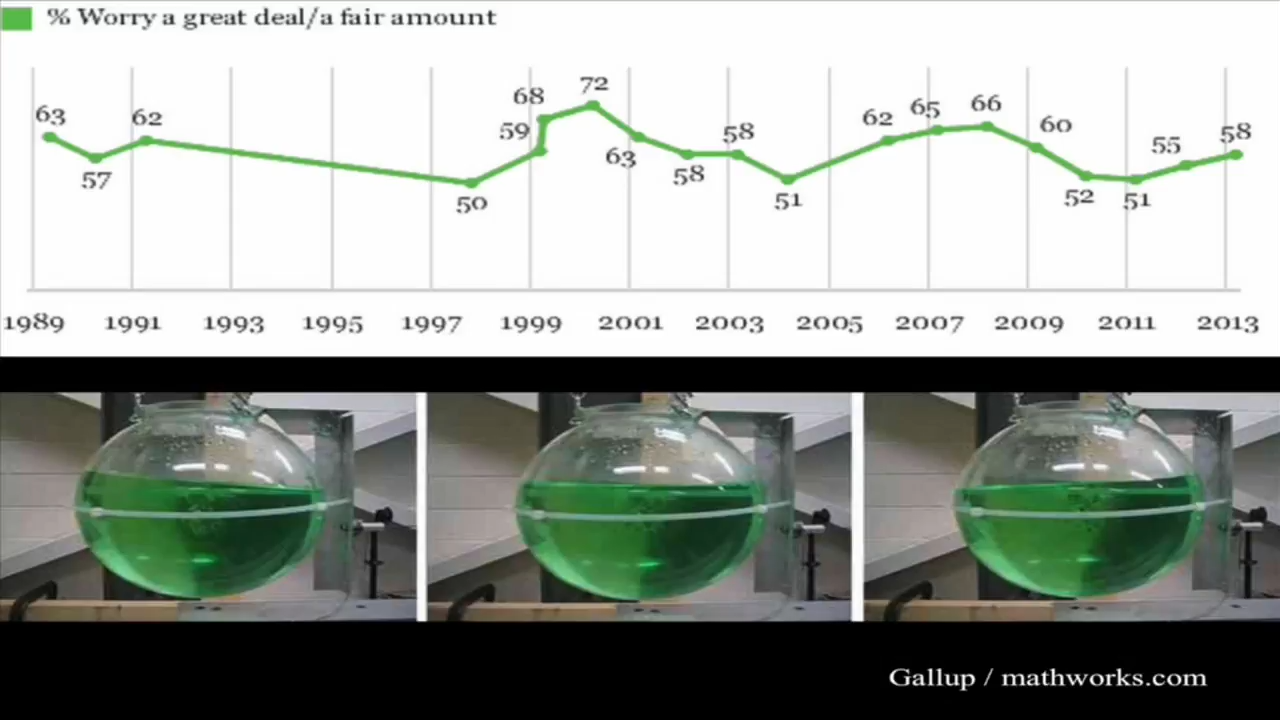 % Worry a great deal/a fair amount
63 57 62 50 59 68 72 63 58 58 51 62 65 66 60 52 51 55 58
1989 1991 1993 1995 1997 1999 2001 2003 2005 2007 2009 2011 2013
Gallup / mathworks.com